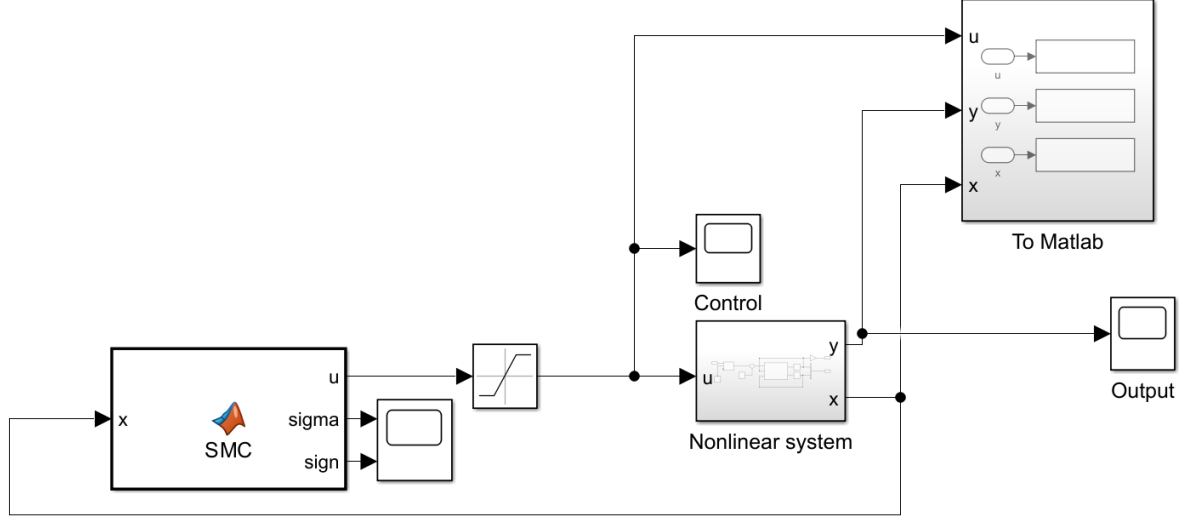 u
u
y
y
x
x
To Matlab
Control
Output
u
y
x
Nonlinear system
x
SMC
u
sigma
sign